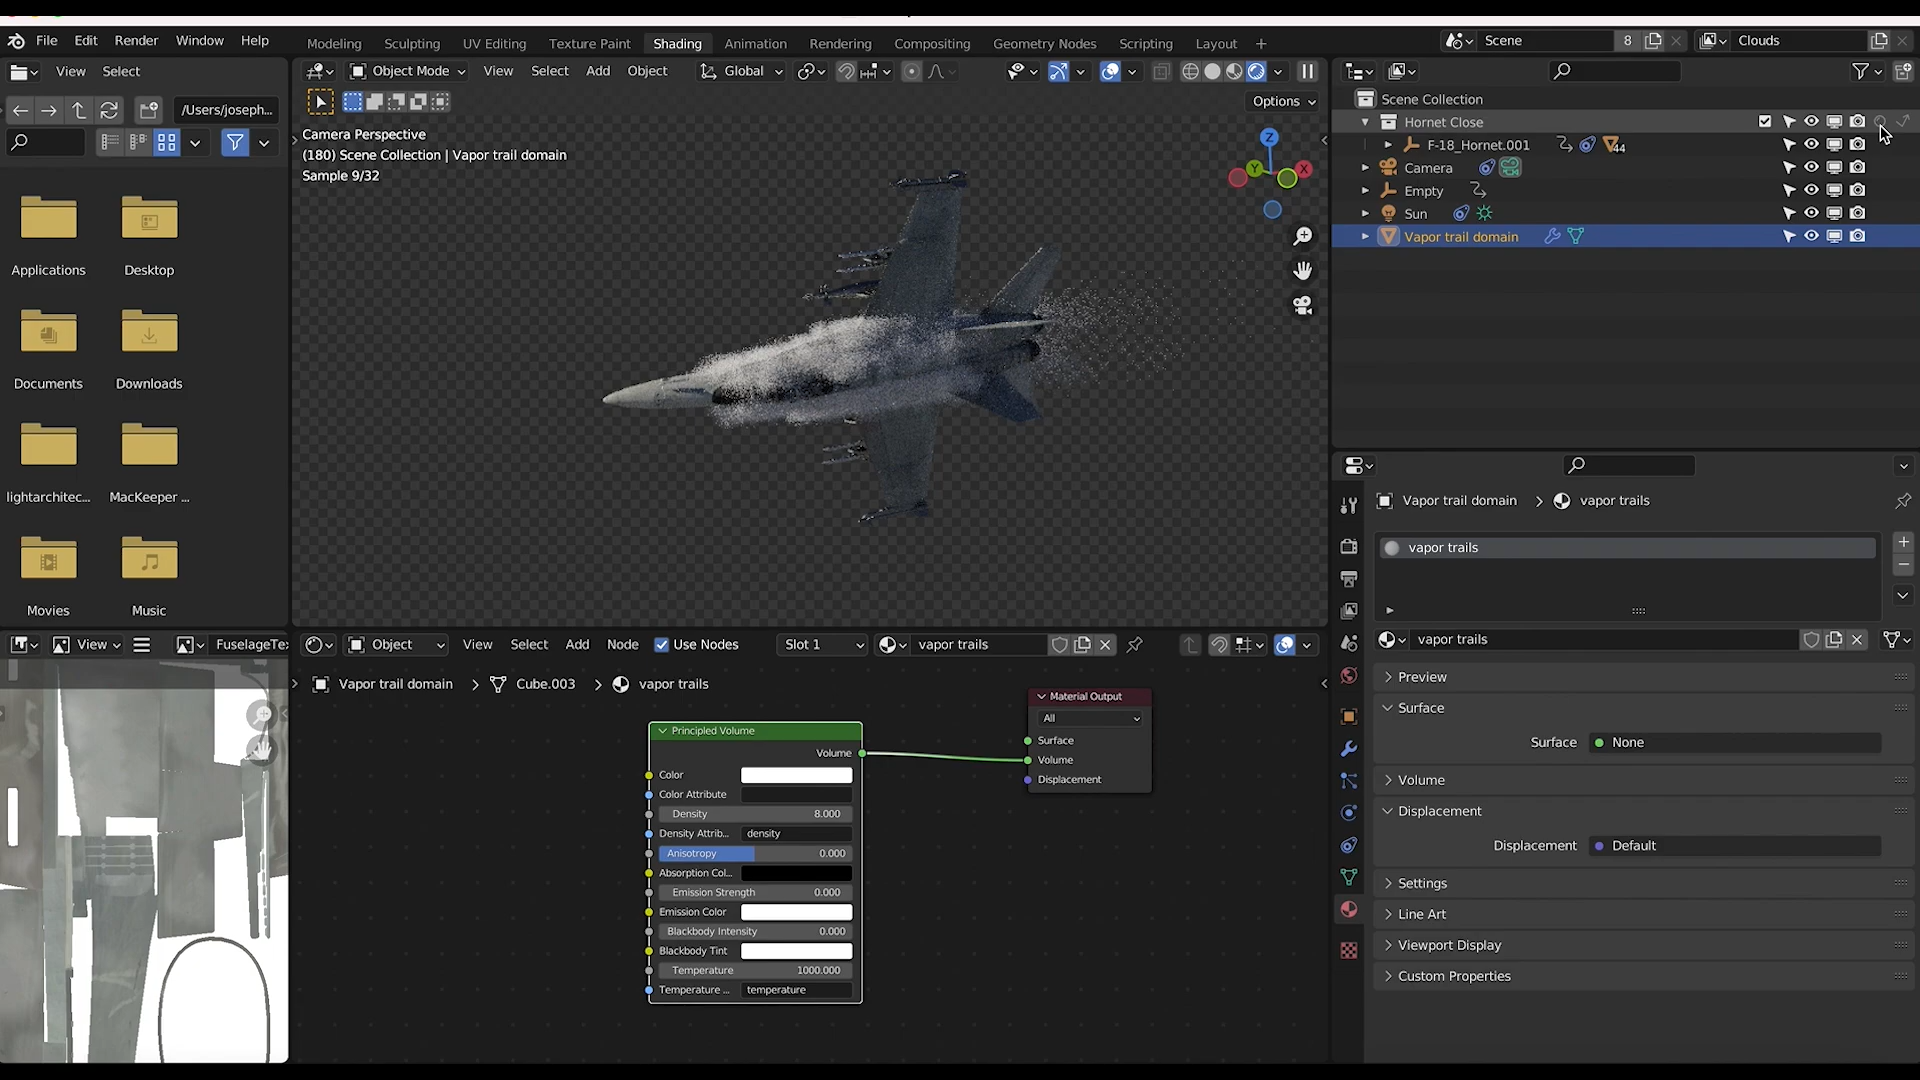 File Edit Render Window Help
Modeling Sculpting UV Editing Texture Paint Shading Animation Rendering Compositing Geometry Nodes Scripting Layout +
Scene 8 Clouds
View Select
Object Mode View Select Add Object Global
/Users/joseph...
Options
Camera Perspective
(180) Scene Collection | Vapor trail domain
Sample 9/32
Z
Y
X
Applications Desktop
Documents Downloads
lightarchitec... MacKeeper ...
Movies Music
Scene Collection
Hornet Close
F-18_Hornet.001 44
Camera
Empty
Sun
Vapor trail domain
Vapor trail domain > vapor trails
vapor trails
vapor trails
Preview
Surface
Surface None
Volume
Displacement
Displacement Default
Settings
Line Art
Viewport Display
Custom Properties
View FuselageTe
Object View Select Add Node Use Nodes Slot 1 vapor trails
Vapor trail domain > Cube.003 > vapor trails
Principled Volume
Volume
Color
Color Attribute
Density 8.000
Density Attrib... density
Anisotropy 0.000
Absorption Col...
Emission Strength 0.000
Emission Color
Blackbody Intensity 0.000
Blackbody Tint
Temperature 1000.000
Temperature ... temperature
Material Output
All
Surface
Volume
Displacement